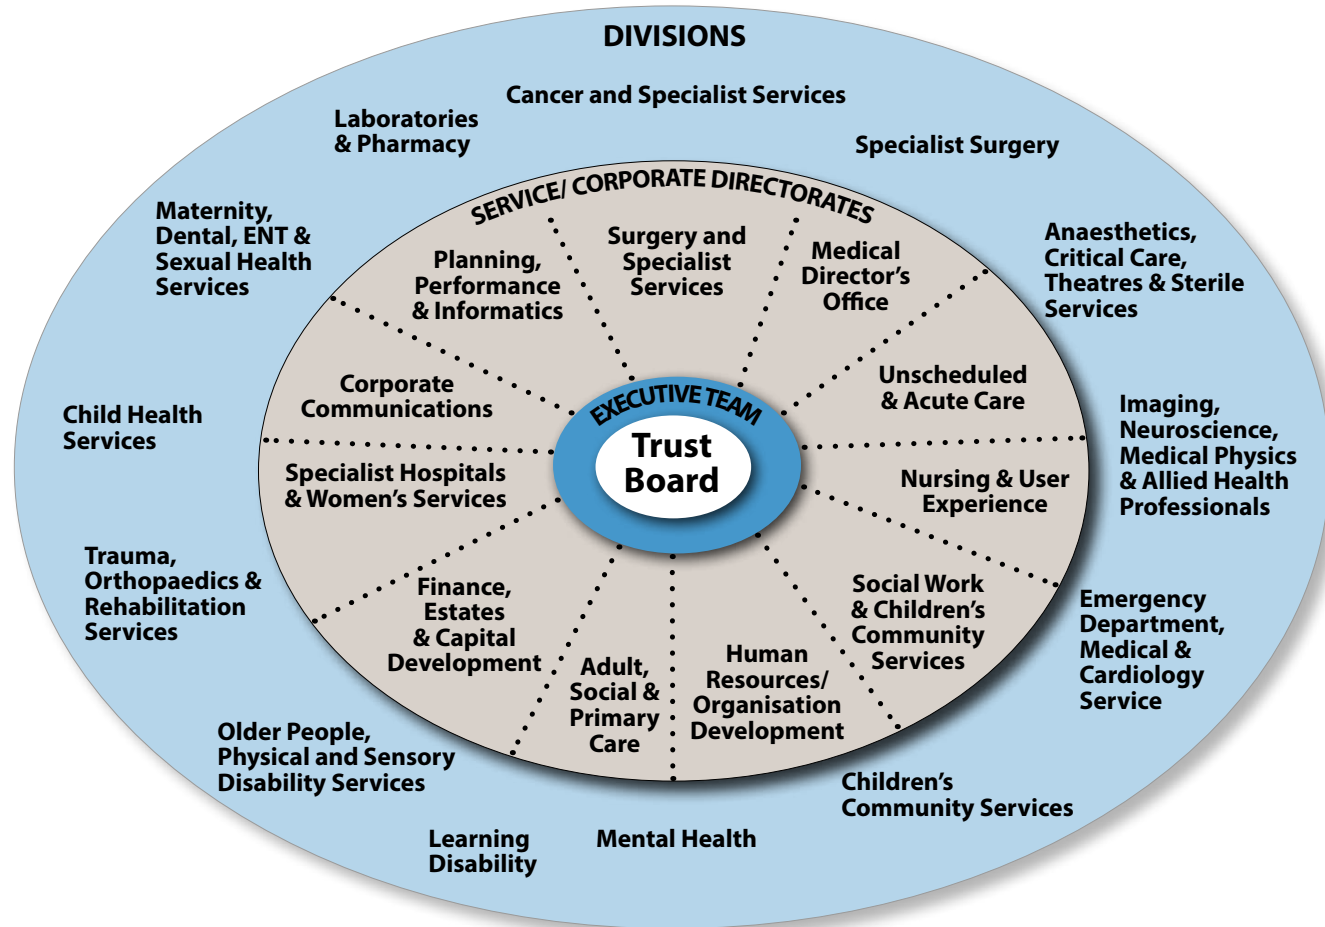 DIVISIONS
Cancer and Specialist Services
Laboratories
& Pharmacy
Specialist Surgery
Maternity,
Dental, ENT &
Sexual Health
Services
Anaesthetics,
Critical Care,
Theatres & Sterile
Services
Child Health
Services
Imaging,
Neuroscience,
Medical Physics
& Allied Health
Professionals
Trauma,
Orthopaedics &
Rehabilitation
Services
Emergency
Department,
Medical &
Cardiology
Service
Older People,
Physical and Sensory
Disability Services
Children’s
Community Services
Learning
Disability
Mental Health
SERVICE/ CORPORATE DIRECTORATES
Planning,
Performance
& Informatics
Surgery and
Specialist
Services
Medical
Director’s
Office
Corporate
Communications
Unscheduled
& Acute Care
Specialist Hospitals
& Women’s Services
Nursing & User
Experience
Finance,
Estates
& Capital
Development
Adult,
Social &
Primary
Care
Human
Resources/
Organisation
Development
Social Work
& Children’s
Community
Services
EXECUTIVE TEAM
Trust
Board